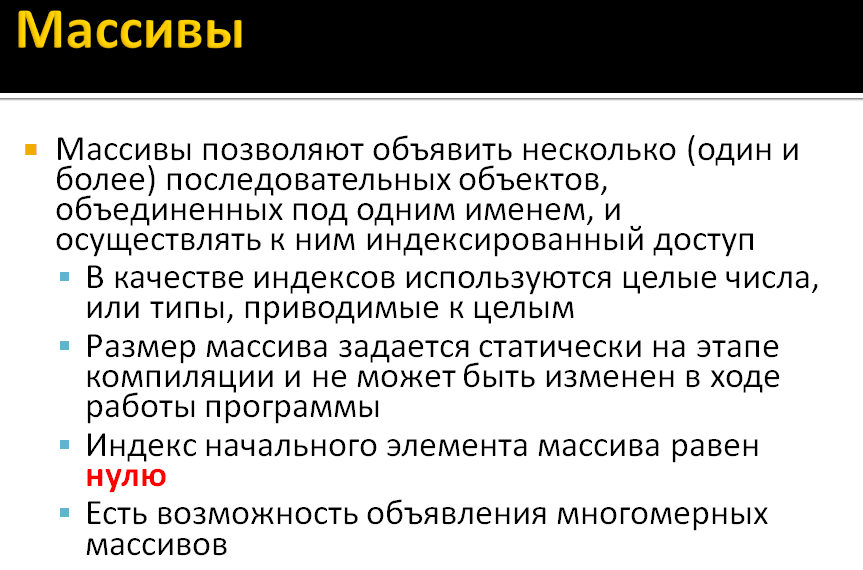 Массивы
Массивы позволяют объявить несколько (один и
более) последовательных объектов,
объединенных под одним именем, и
осуществлять к ним индексированный доступ
В качестве индексов используются целые числа,
или типы, приводимые к целым
Размер массива задается статически на этапе
компиляции и не может быть изменен в ходе
работы программы
Индекс начального элемента массива равен
нулю
Есть возможность объявления многомерных
массивов